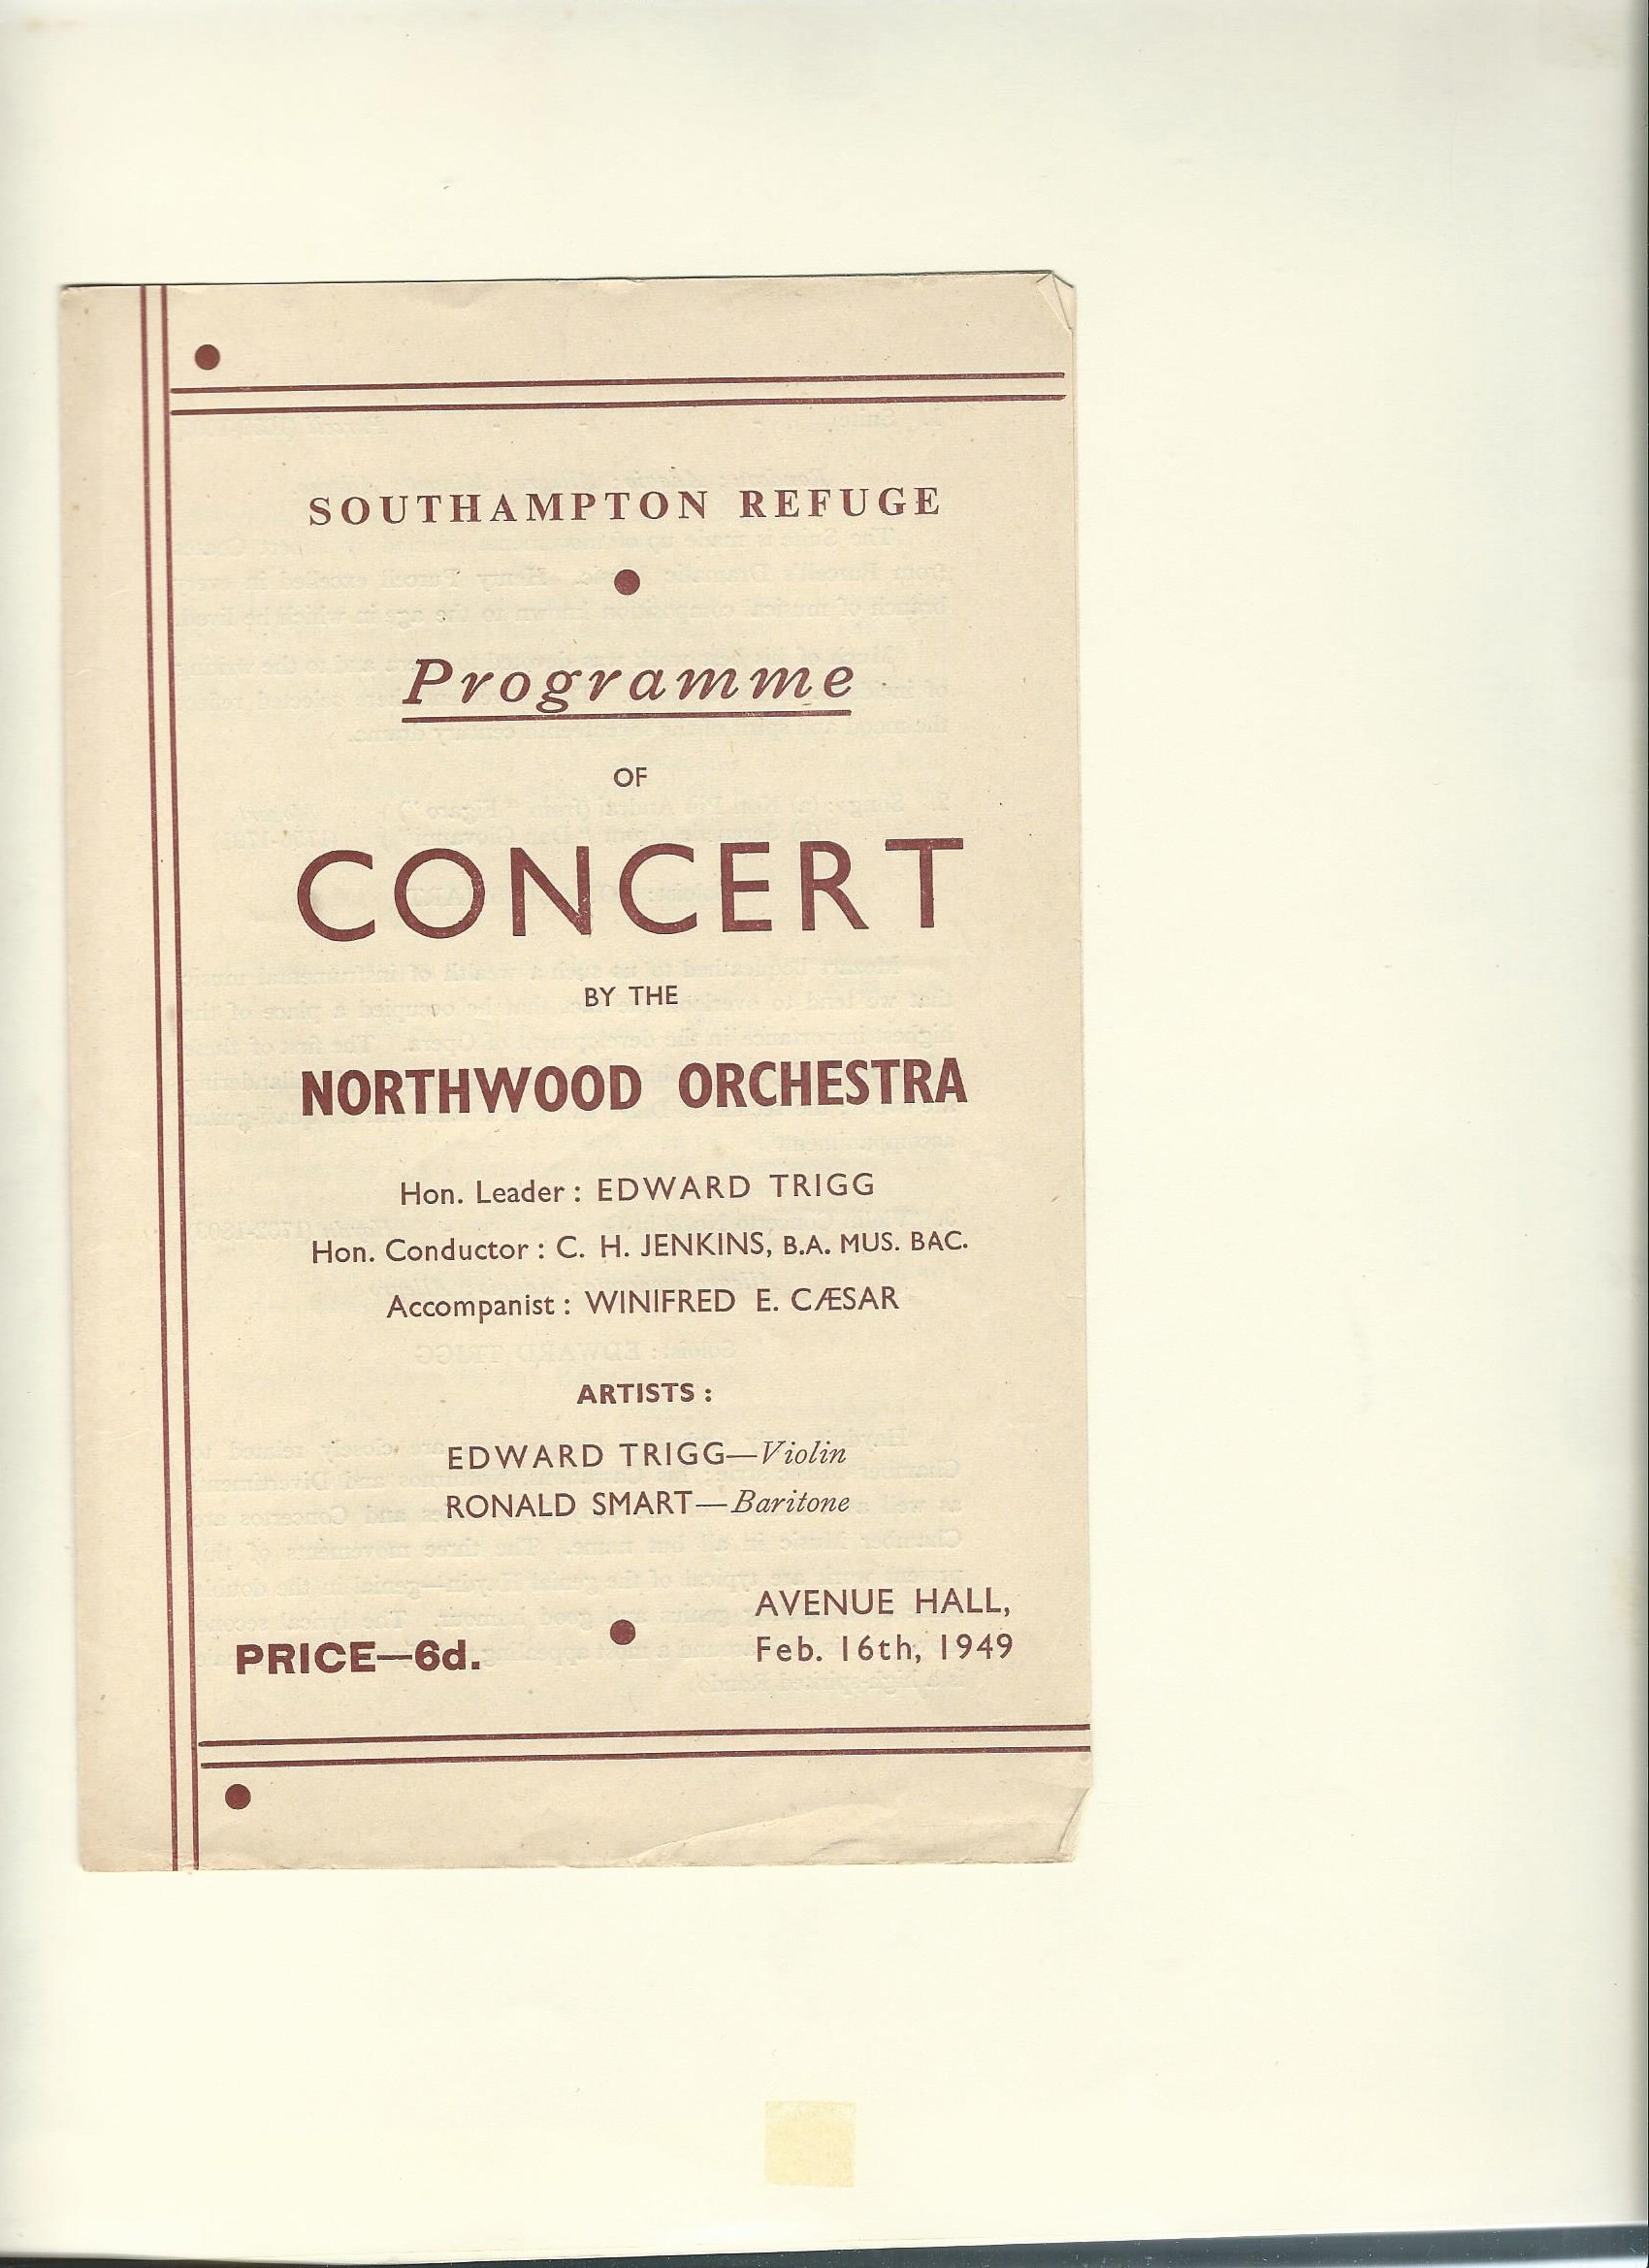 SOUTHAMPTON REFUGE
Programme
OF
CONCERT
BY THE
NORTHWOOD ORCHESTRA
Hon. Leader : EDWARD TRIGG
Hon. Conductor : C. H. JENKINS, B.A. MUS. BAC.
Accompanist : WINIFRED E. CÆSAR
ARTISTS :
EDWARD TRIGG—Violin
RONALD SMART—Baritone
AVENUE HALL,
Feb. 16th, 1949
PRICE—6d.